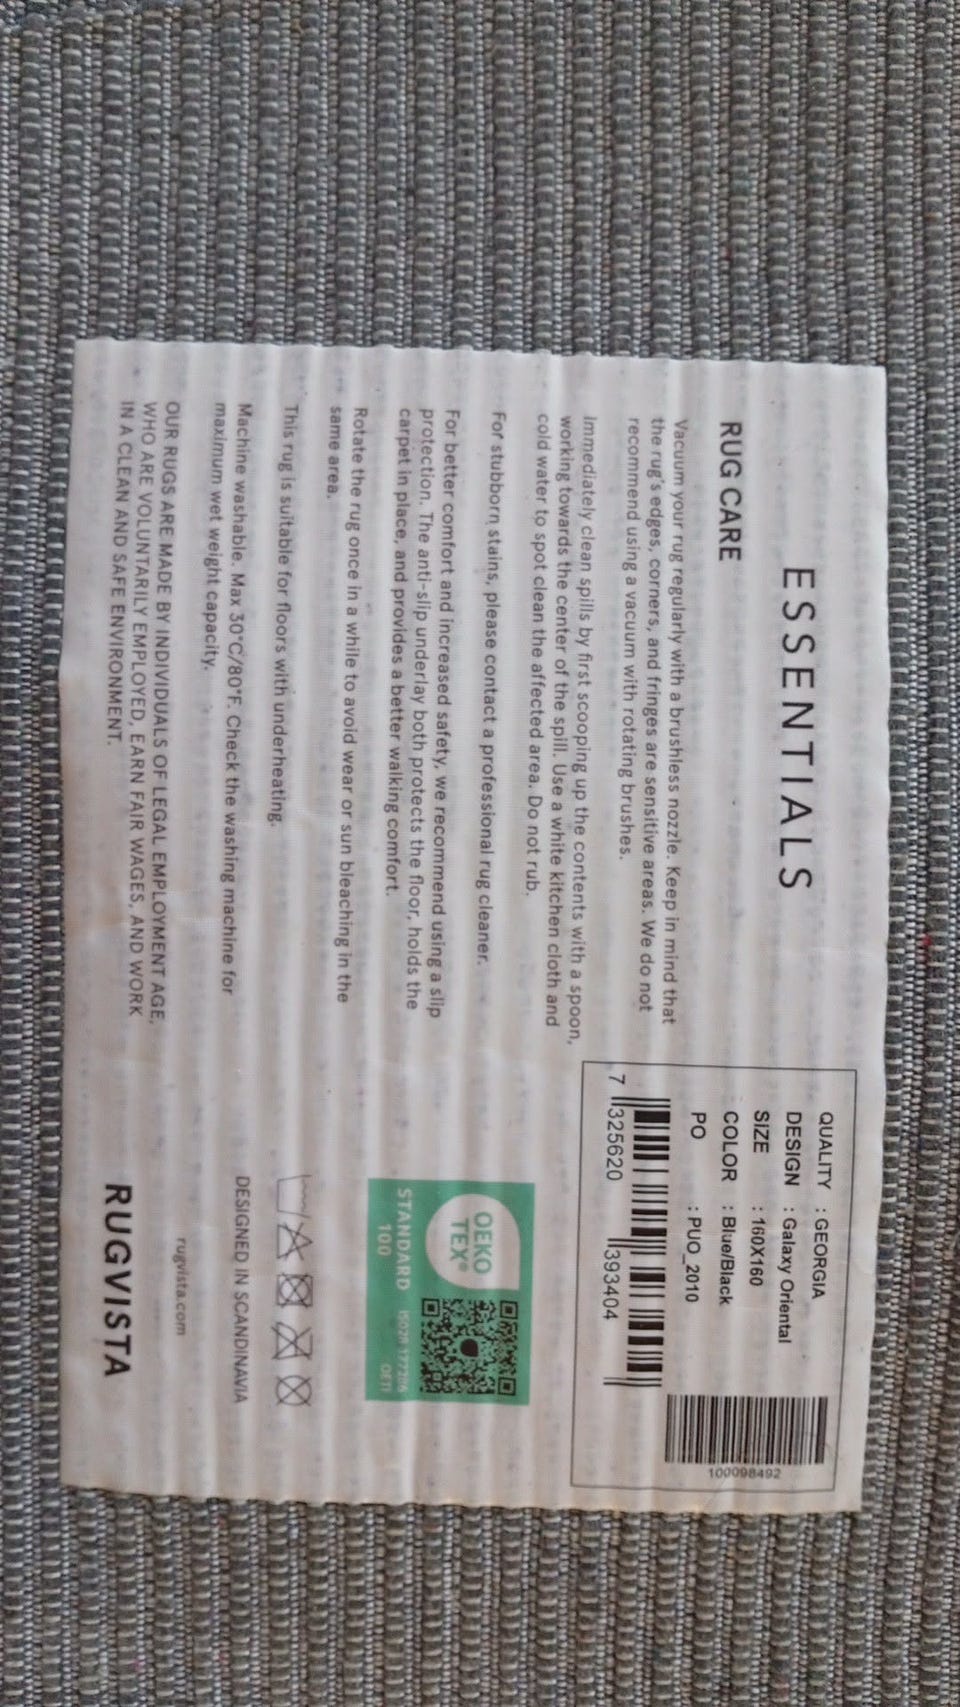 ESSENTIALS
RUG CARE
Vacuum your rug regularly with a brushless nozzle. Keep in mind that
the rug's edges, corners, and fringes are sensitive areas. We do not
recommend using a vacuum with rotating brushes.
Immediately clean spills by first scooping up the contents with a spoon,
working towards the center of the spill. Use a white kitchen cloth and
cold water to spot clean the affected area. Do not rub.
For stubborn stains, please contact a professional rug cleaner.
For better comfort and increased safety, we recommend using a slip
protection. The anti-slip underlay both protects the floor, holds the
carpet in place, and provides a better walking comfort.
Rotate the rug once in a while to avoid wear or sun bleaching in the
same area.
This rug is suitable for floors with underheating.
Machine washable. Max 30°C/80°F. Check the washing machine for
maximum wet weight capacity.
OUR RUGS ARE MADE BY INDIVIDUALS OF LEGAL EMPLOYMENT AGE,
WHO ARE VOLUNTARILY EMPLOYED, EARN FAIR WAGES, AND WORK
IN A CLEAN AND SAFE ENVIRONMENT.
QUALITY : GEORGIA
DESIGN : Galaxy Oriental
SIZE : 160X160
COLOR : Blue/Black
PO : PUO_2010
100098492
7 325620 393404
OEKO
TEX®
STANDARD
100
IS028 177286
OETI
DESIGNED IN SCANDINAVIA
rugvista.com
RUGVISTA